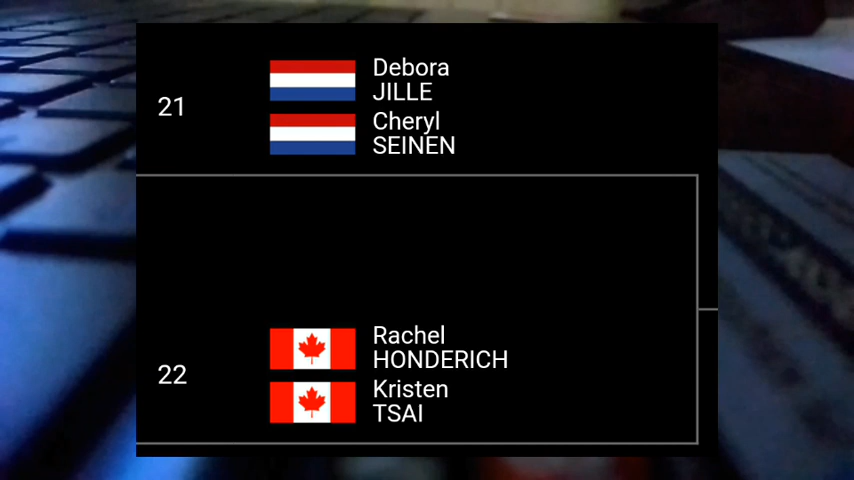 21
Debora
JILLE
Cheryl
SEINEN
22
Rachel
HONDERICH
Kristen
TSAI